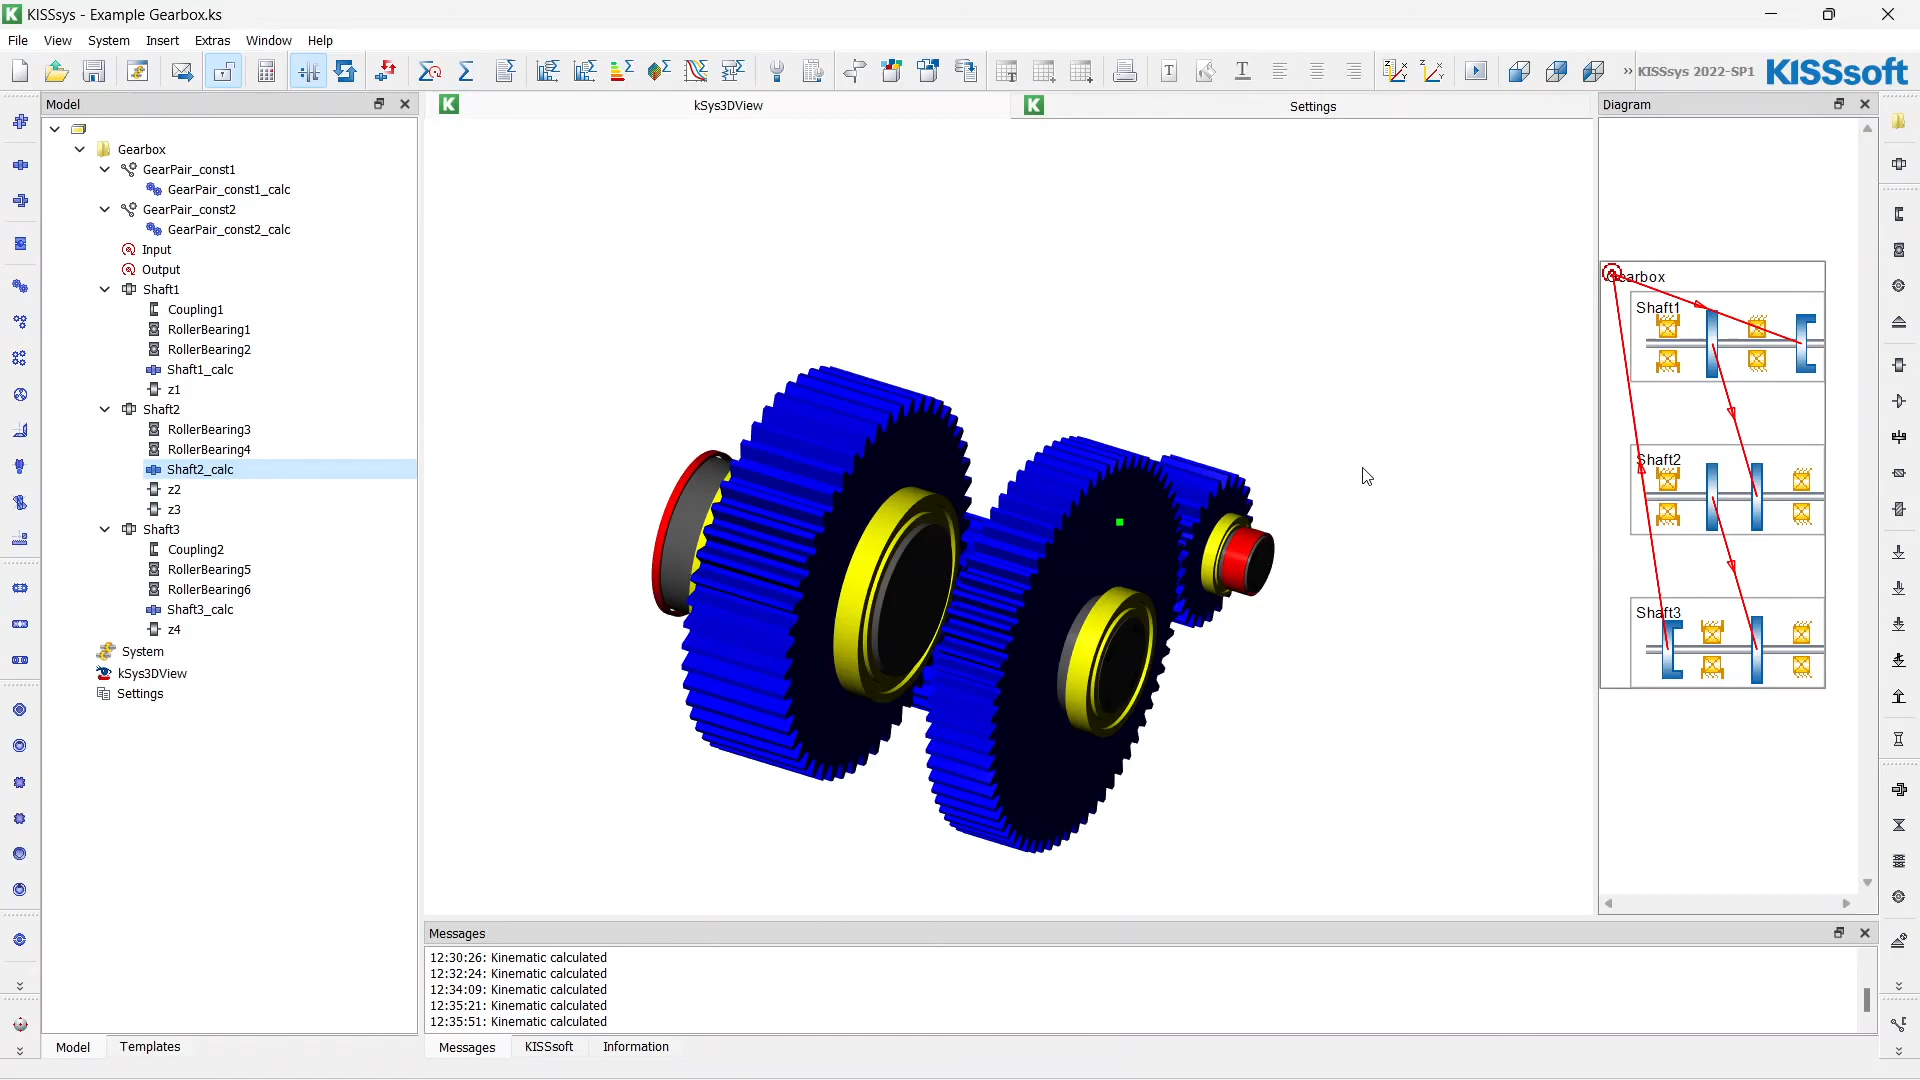 KISSsys - Example Gearbox.ks
File View System Insert Extras Window Help
KISSsys 2022-SP1 KISSsoft
Model
kSys3DView
Settings
Diagram
Gearbox
GearPair_const1
GearPair_const1_calc
GearPair_const2
GearPair_const2_calc
Input
Output
Shaft1
Coupling1
RollerBearing1
RollerBearing2
Shaft1_calc
z1
Shaft2
RollerBearing3
RollerBearing4
Shaft2_calc
z2
z3
Shaft3
Coupling2
RollerBearing5
RollerBearing6
Shaft3_calc
z4
System
kSys3DView
Settings
Gearbox
Shaft1
Shaft2
Shaft3
Messages
12:30:26: Kinematic calculated
12:32:24: Kinematic calculated
12:34:09: Kinematic calculated
12:35:21: Kinematic calculated
12:35:51: Kinematic calculated
Model Templates
Messages KISSsoft Information